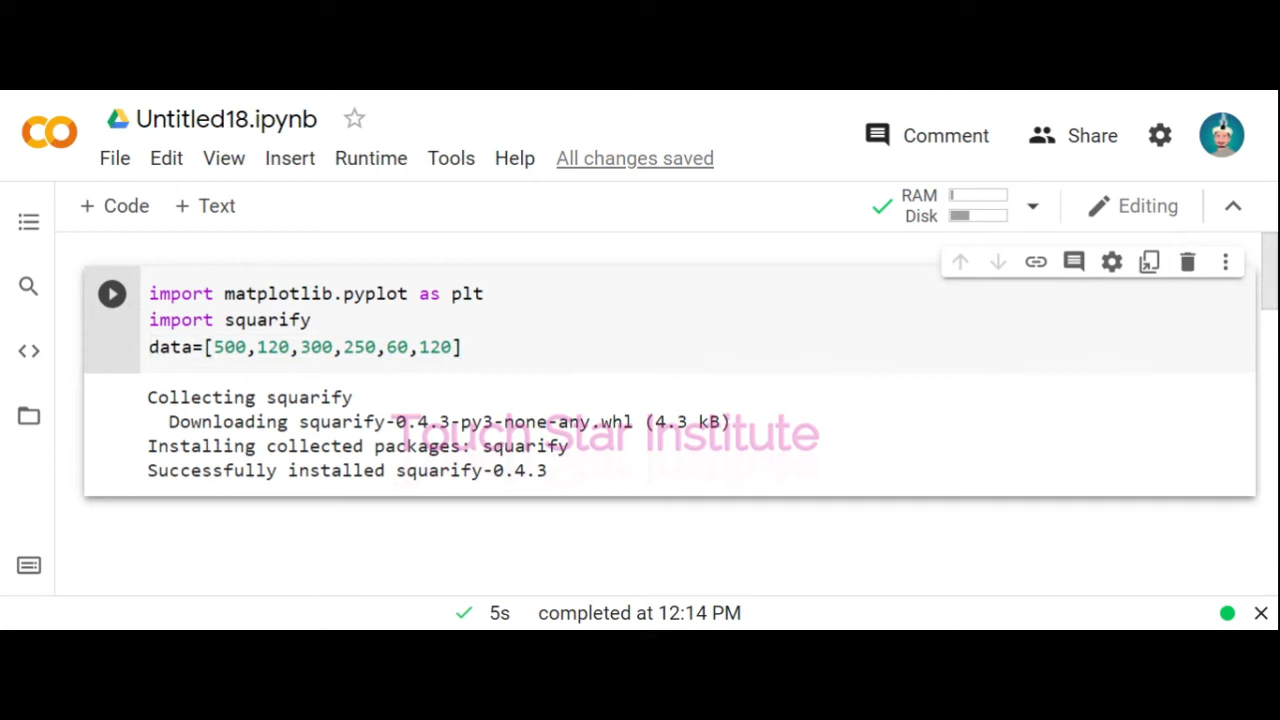 Untitled18.ipynb
File Edit View Insert Runtime Tools Help All changes saved
Comment Share
+ Code + Text
RAM
Disk
Editing
import matplotlib.pyplot as plt
import squarify
data=[500,120,300,250,60,120]
Collecting squarify
Downloading squarify-0.4.3-py3-none-any.whl (4.3 kB)
Installing collected packages: squarify
Successfully installed squarify-0.4.3
Touch Star Institute
5s completed at 12:14 PM